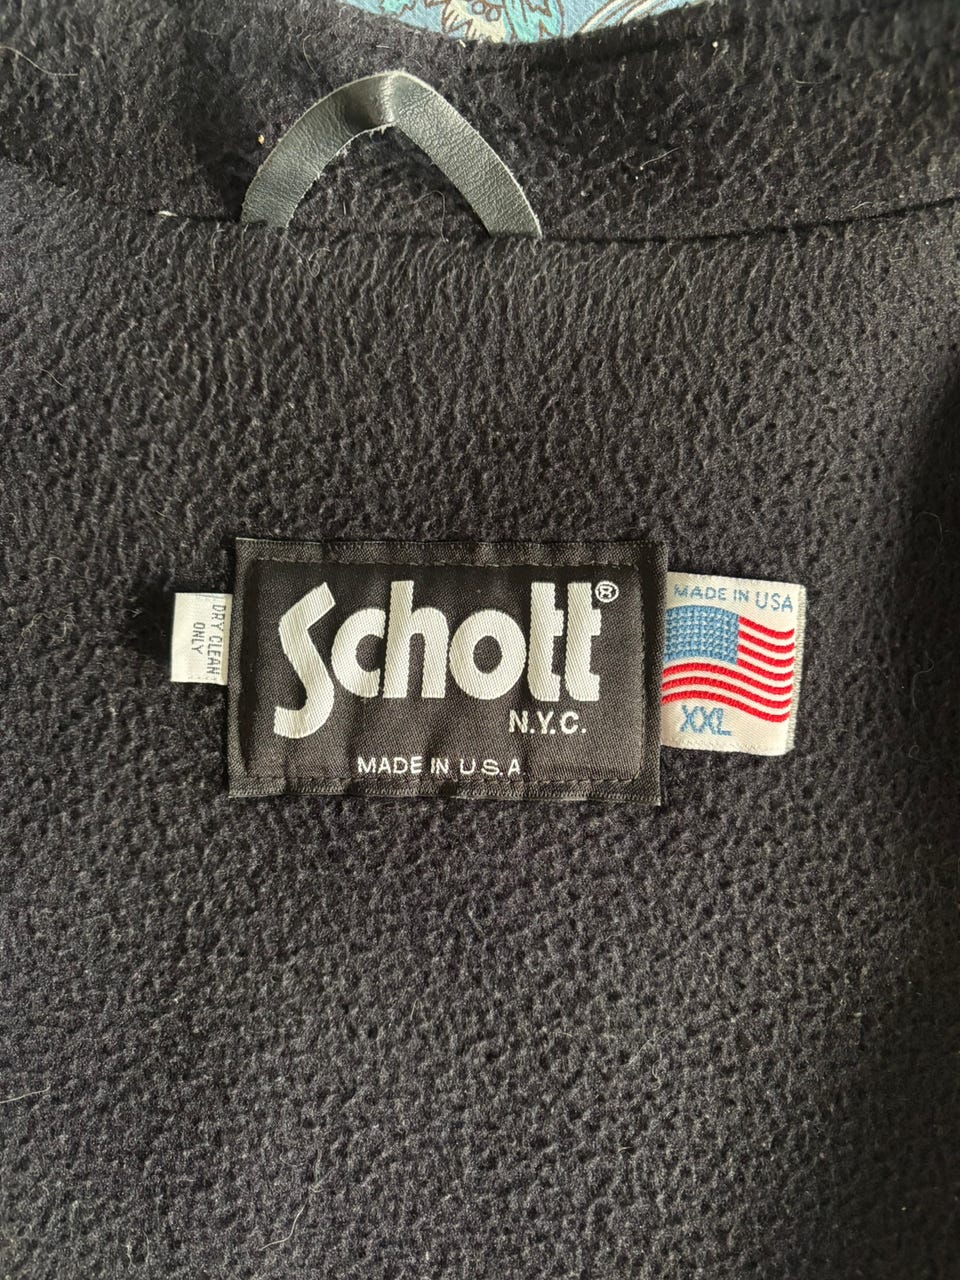 DRY CLEAN
ONLY
Schott®
N.Y.C.
MADE IN U.S.A.
MADE IN USA
XXL